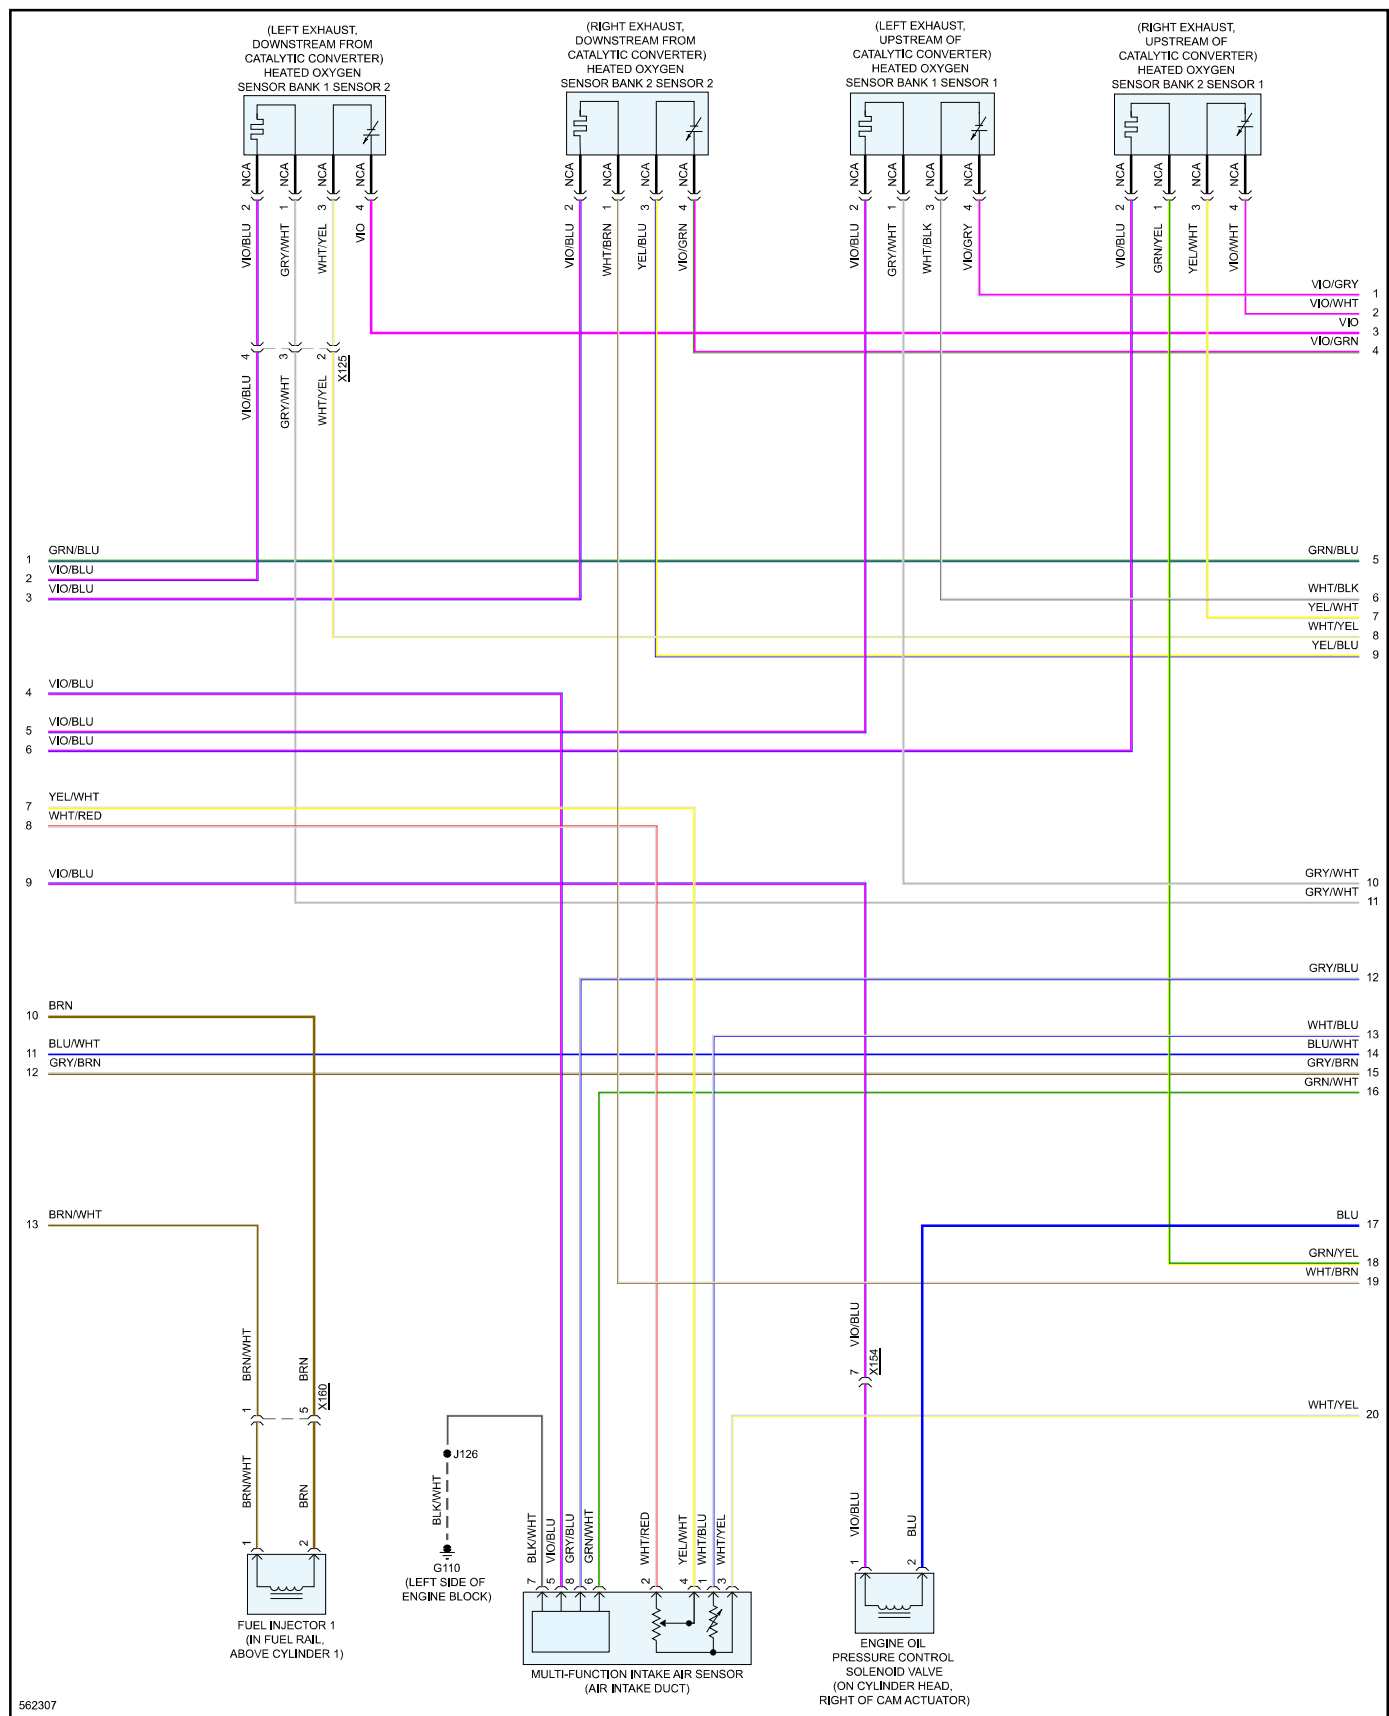 (LEFT EXHAUST,
DOWNSTREAM FROM
CATALYTIC CONVERTER)
HEATED OXYGEN
SENSOR BANK 1 SENSOR 2
(RIGHT EXHAUST,
DOWNSTREAM FROM
CATALYTIC CONVERTER)
HEATED OXYGEN
SENSOR BANK 2 SENSOR 2
(LEFT EXHAUST,
UPSTREAM OF
CATALYTIC CONVERTER)
HEATED OXYGEN
SENSOR BANK 1 SENSOR 1
(RIGHT EXHAUST,
UPSTREAM OF
CATALYTIC CONVERTER)
HEATED OXYGEN
SENSOR BANK 2 SENSOR 1
NCA NCA NCA NCA
2 1 3 4
VIO/BLU GRY/WHT WHT/YEL VIO
NCA NCA NCA NCA
2 1 3 4
VIO/BLU WHT/BRN YEL/BLU VIO/GRN
NCA NCA NCA NCA
2 1 3 4
VIO/BLU GRY/WHT WHT/BLK VIO/GRY
NCA NCA NCA NCA
2 1 3 4
VIO/BLU GRN/YEL YEL/WHT VIO/WHT
VIO/GRY 1
VIO/WHT 2
VIO 3
VIO/GRN 4
4 3 2 X125
VIO/BLU GRY/WHT WHT/YEL
1 GRN/BLU
2 VIO/BLU
3 VIO/BLU
GRN/BLU 5
WHT/BLK 6
YEL/WHT 7
WHT/YEL 8
YEL/BLU 9
4 VIO/BLU
5 VIO/BLU
6 VIO/BLU
7 YEL/WHT
8 WHT/RED
9 VIO/BLU
GRY/WHT 10
GRY/WHT 11
GRY/BLU 12
10 BRN
11 BLU/WHT
12 GRY/BRN
WHT/BLU 13
BLU/WHT 14
GRY/BRN 15
GRN/WHT 16
13 BRN/WHT
BLU 17
GRN/YEL 18
WHT/BRN 19
WHT/YEL 20
BRN/WHT BRN
1 5 X160
BRN/WHT BRN
1 2
FUEL INJECTOR 1
(IN FUEL RAIL,
ABOVE CYLINDER 1)
J126
BLK/WHT
G110
(LEFT SIDE OF
ENGINE BLOCK)
BLK/WHT VIO/BLU GRY/BLU GRN/WHT WHT/RED YEL/WHT WHT/BLU WHT/YEL
7 5 8 6 2 4 1 3
MULTI-FUNCTION INTAKE AIR SENSOR
(AIR INTAKE DUCT)
VIO/BLU
7 X154
VIO/BLU BLU
1 2
ENGINE OIL
PRESSURE CONTROL
SOLENOID VALVE
(ON CYLINDER HEAD,
RIGHT OF CAM ACTUATOR)
562307